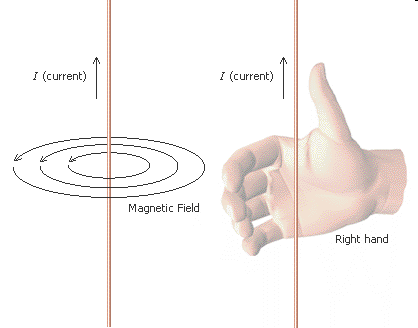 I (current)
I (current)
Magnetic Field
Right hand